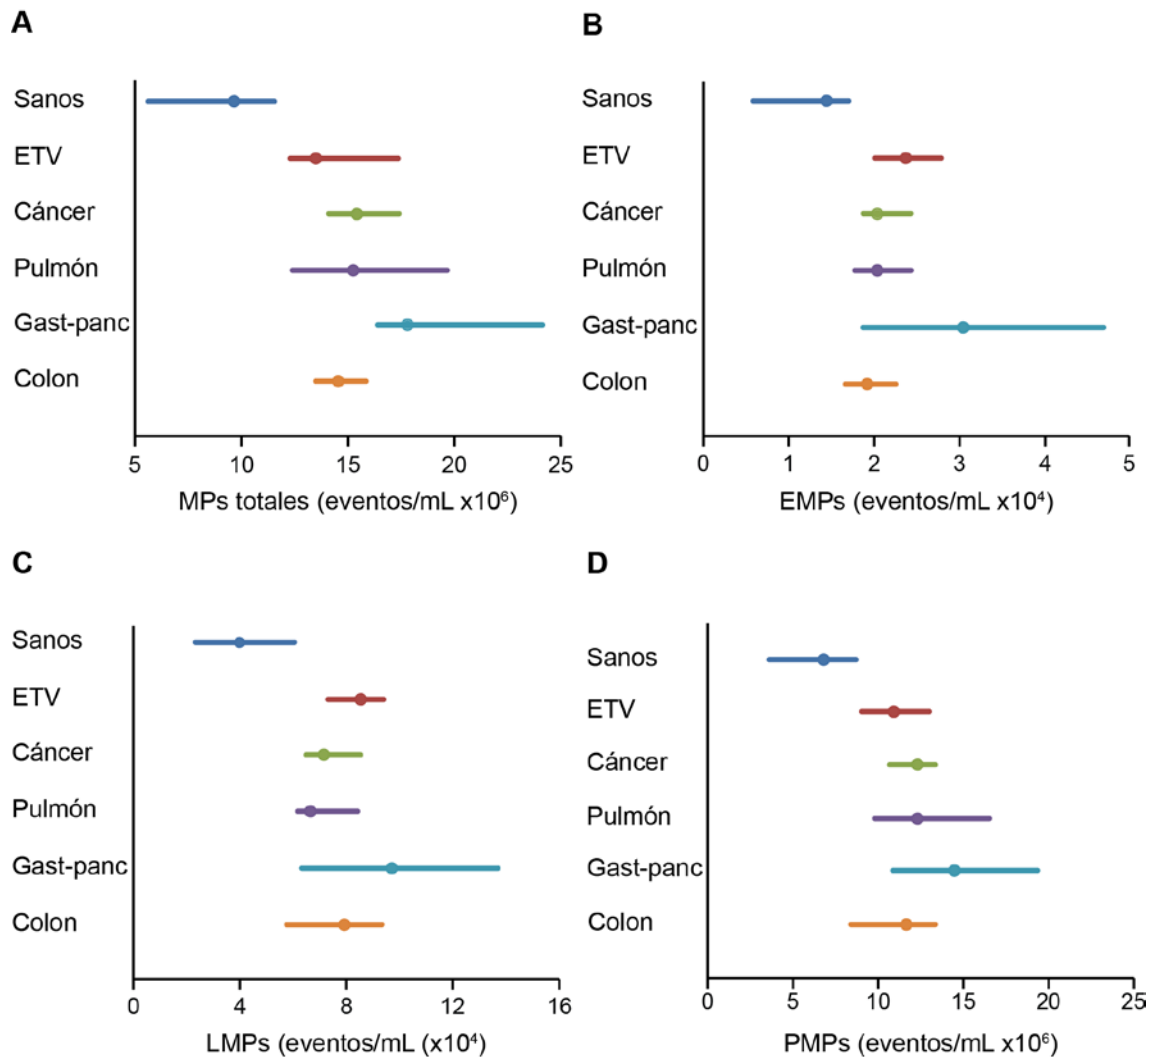 A
Sanos
ETV
Cáncer
Pulmón
Gast-panc
Colon
5 10 15 20 25
MPs totales (eventos/mL x10⁶)
B
Sanos
ETV
Cáncer
Pulmón
Gast-panc
Colon
0 1 2 3 4 5
EMPs (eventos/mL x10⁴)
C
Sanos
ETV
Cáncer
Pulmón
Gast-panc
Colon
0 4 8 12 16
LMPs (eventos/mL (x10⁴)
D
Sanos
ETV
Cáncer
Pulmón
Gast-panc
Colon
0 5 10 15 20 25
PMPs (eventos/mL x10⁶)